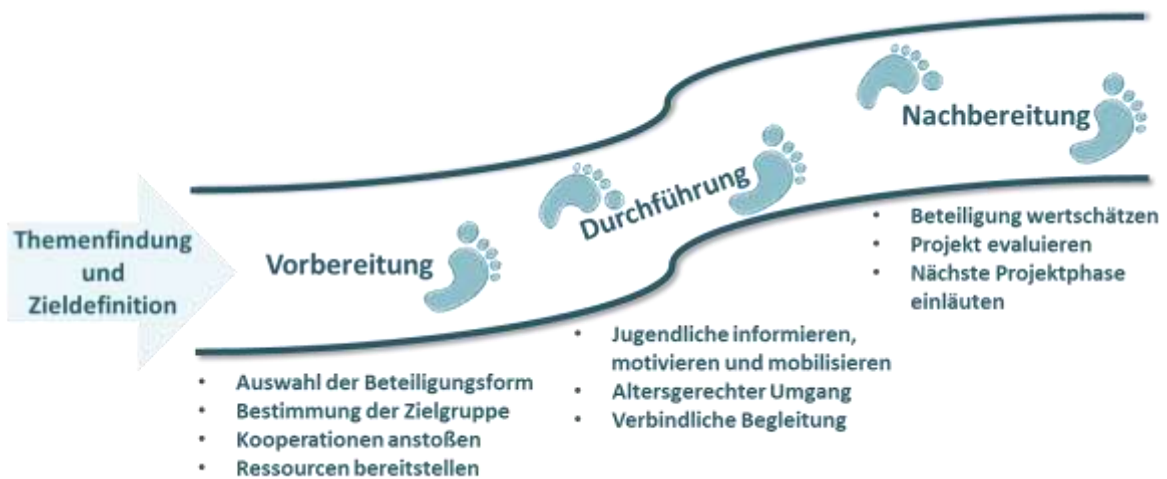 Themenfindung
und
Zieldefinition
Vorbereitung
• Auswahl der Beteiligungsform
• Bestimmung der Zielgruppe
• Kooperationen anstoßen
• Ressourcen bereitstellen
Durchführung
• Jugendliche informieren,
motivieren und mobilisieren
• Altersgerechter Umgang
• Verbindliche Begleitung
Nachbereitung
• Beteiligung wertschätzen
• Projekt evaluieren
• Nächste Projektphase
einläuten